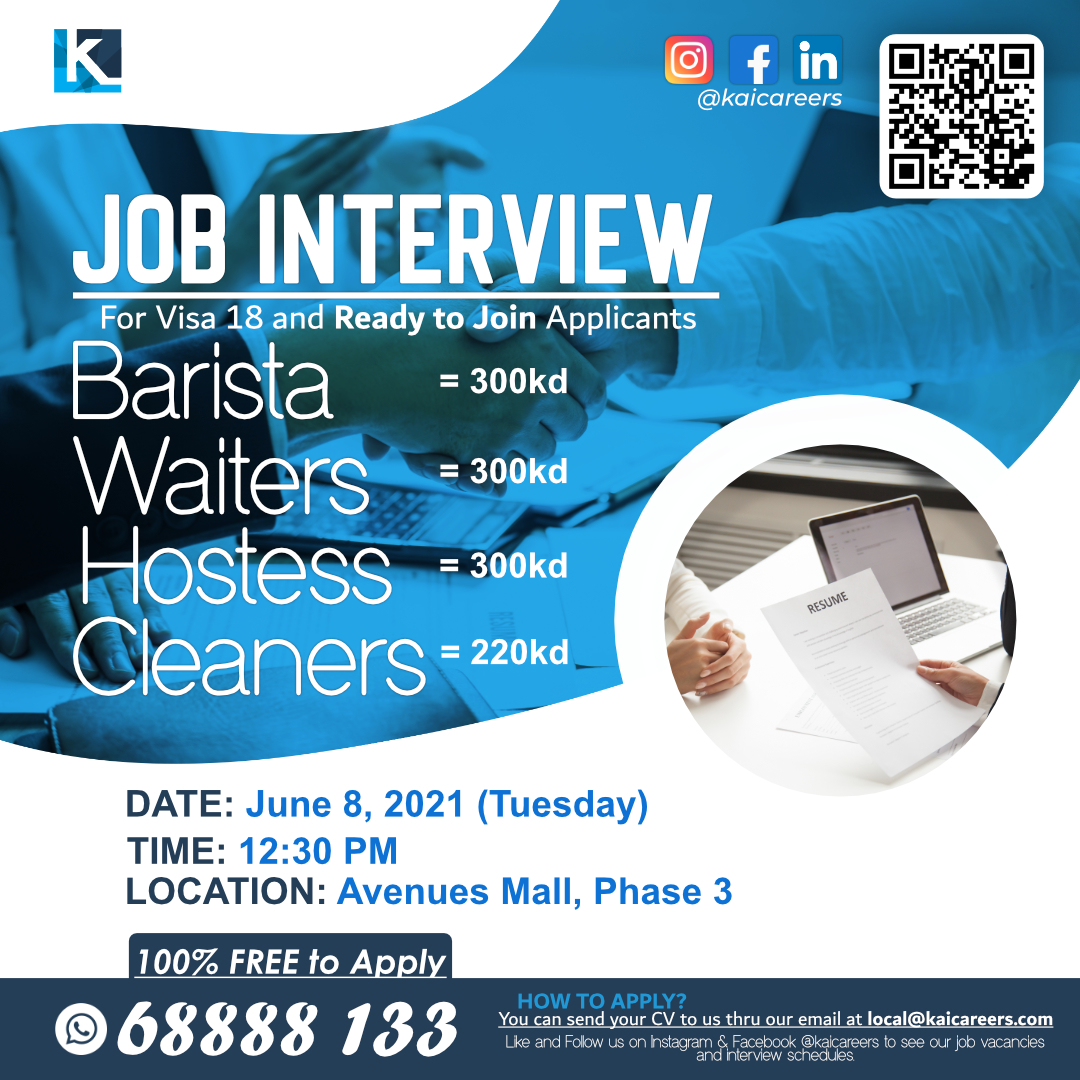 K
@kaicareers
JOB INTERVIEW
For Visa 18 and Ready to Join Applicants
Barista = 300kd
Waiters = 300kd
Hostess = 300kd
Cleaners = 220kd
RESUME
DATE: June 8, 2021 (Tuesday)
TIME: 12:30 PM
LOCATION: Avenues Mall, Phase 3
100% FREE to Apply
68888 133
HOW TO APPLY?
You can send your CV to us thru our email at local@kaicareers.com
Like and Follow us on Instagram & Facebook @kaicareers to see our job vacancies
and interview schedules.